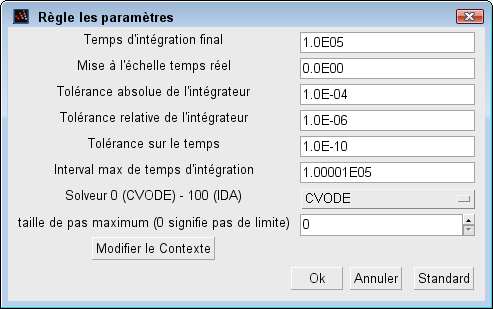 Règle les paramètres
Temps d'intégration final 1.0E05
Mise à l'échelle temps réel 0.0E00
Tolérance absolue de l'intégrateur 1.0E-04
Tolérance relative de l'intégrateur 1.0E-06
Tolérance sur le temps 1.0E-10
Interval max de temps d'intégration 1.00001E05
Solveur 0 (CVODE) - 100 (IDA) CVODE
taille de pas maximum (0 signifie pas de limite) 0
Modifier le Contexte
Ok Annuler Standard